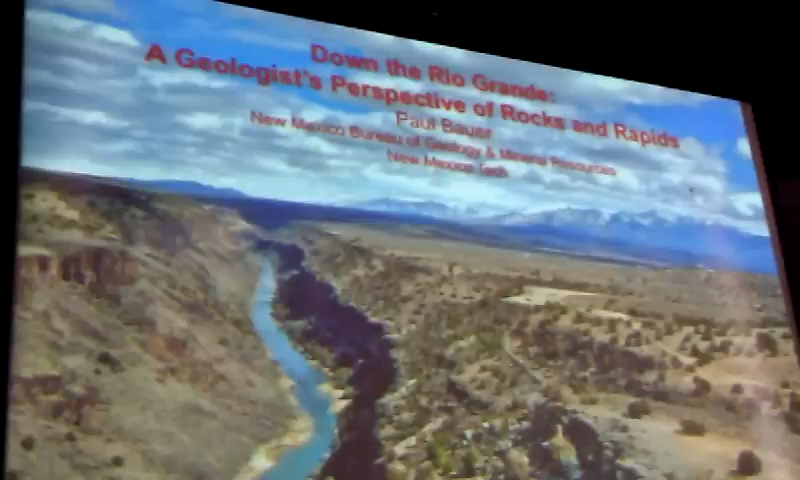 Down the Rio Grande:
A Geologist's Perspective of Rocks and Rapids
Paul Bauer
New Mexico Bureau of Geology & Mineral Resources
New Mexico Tech